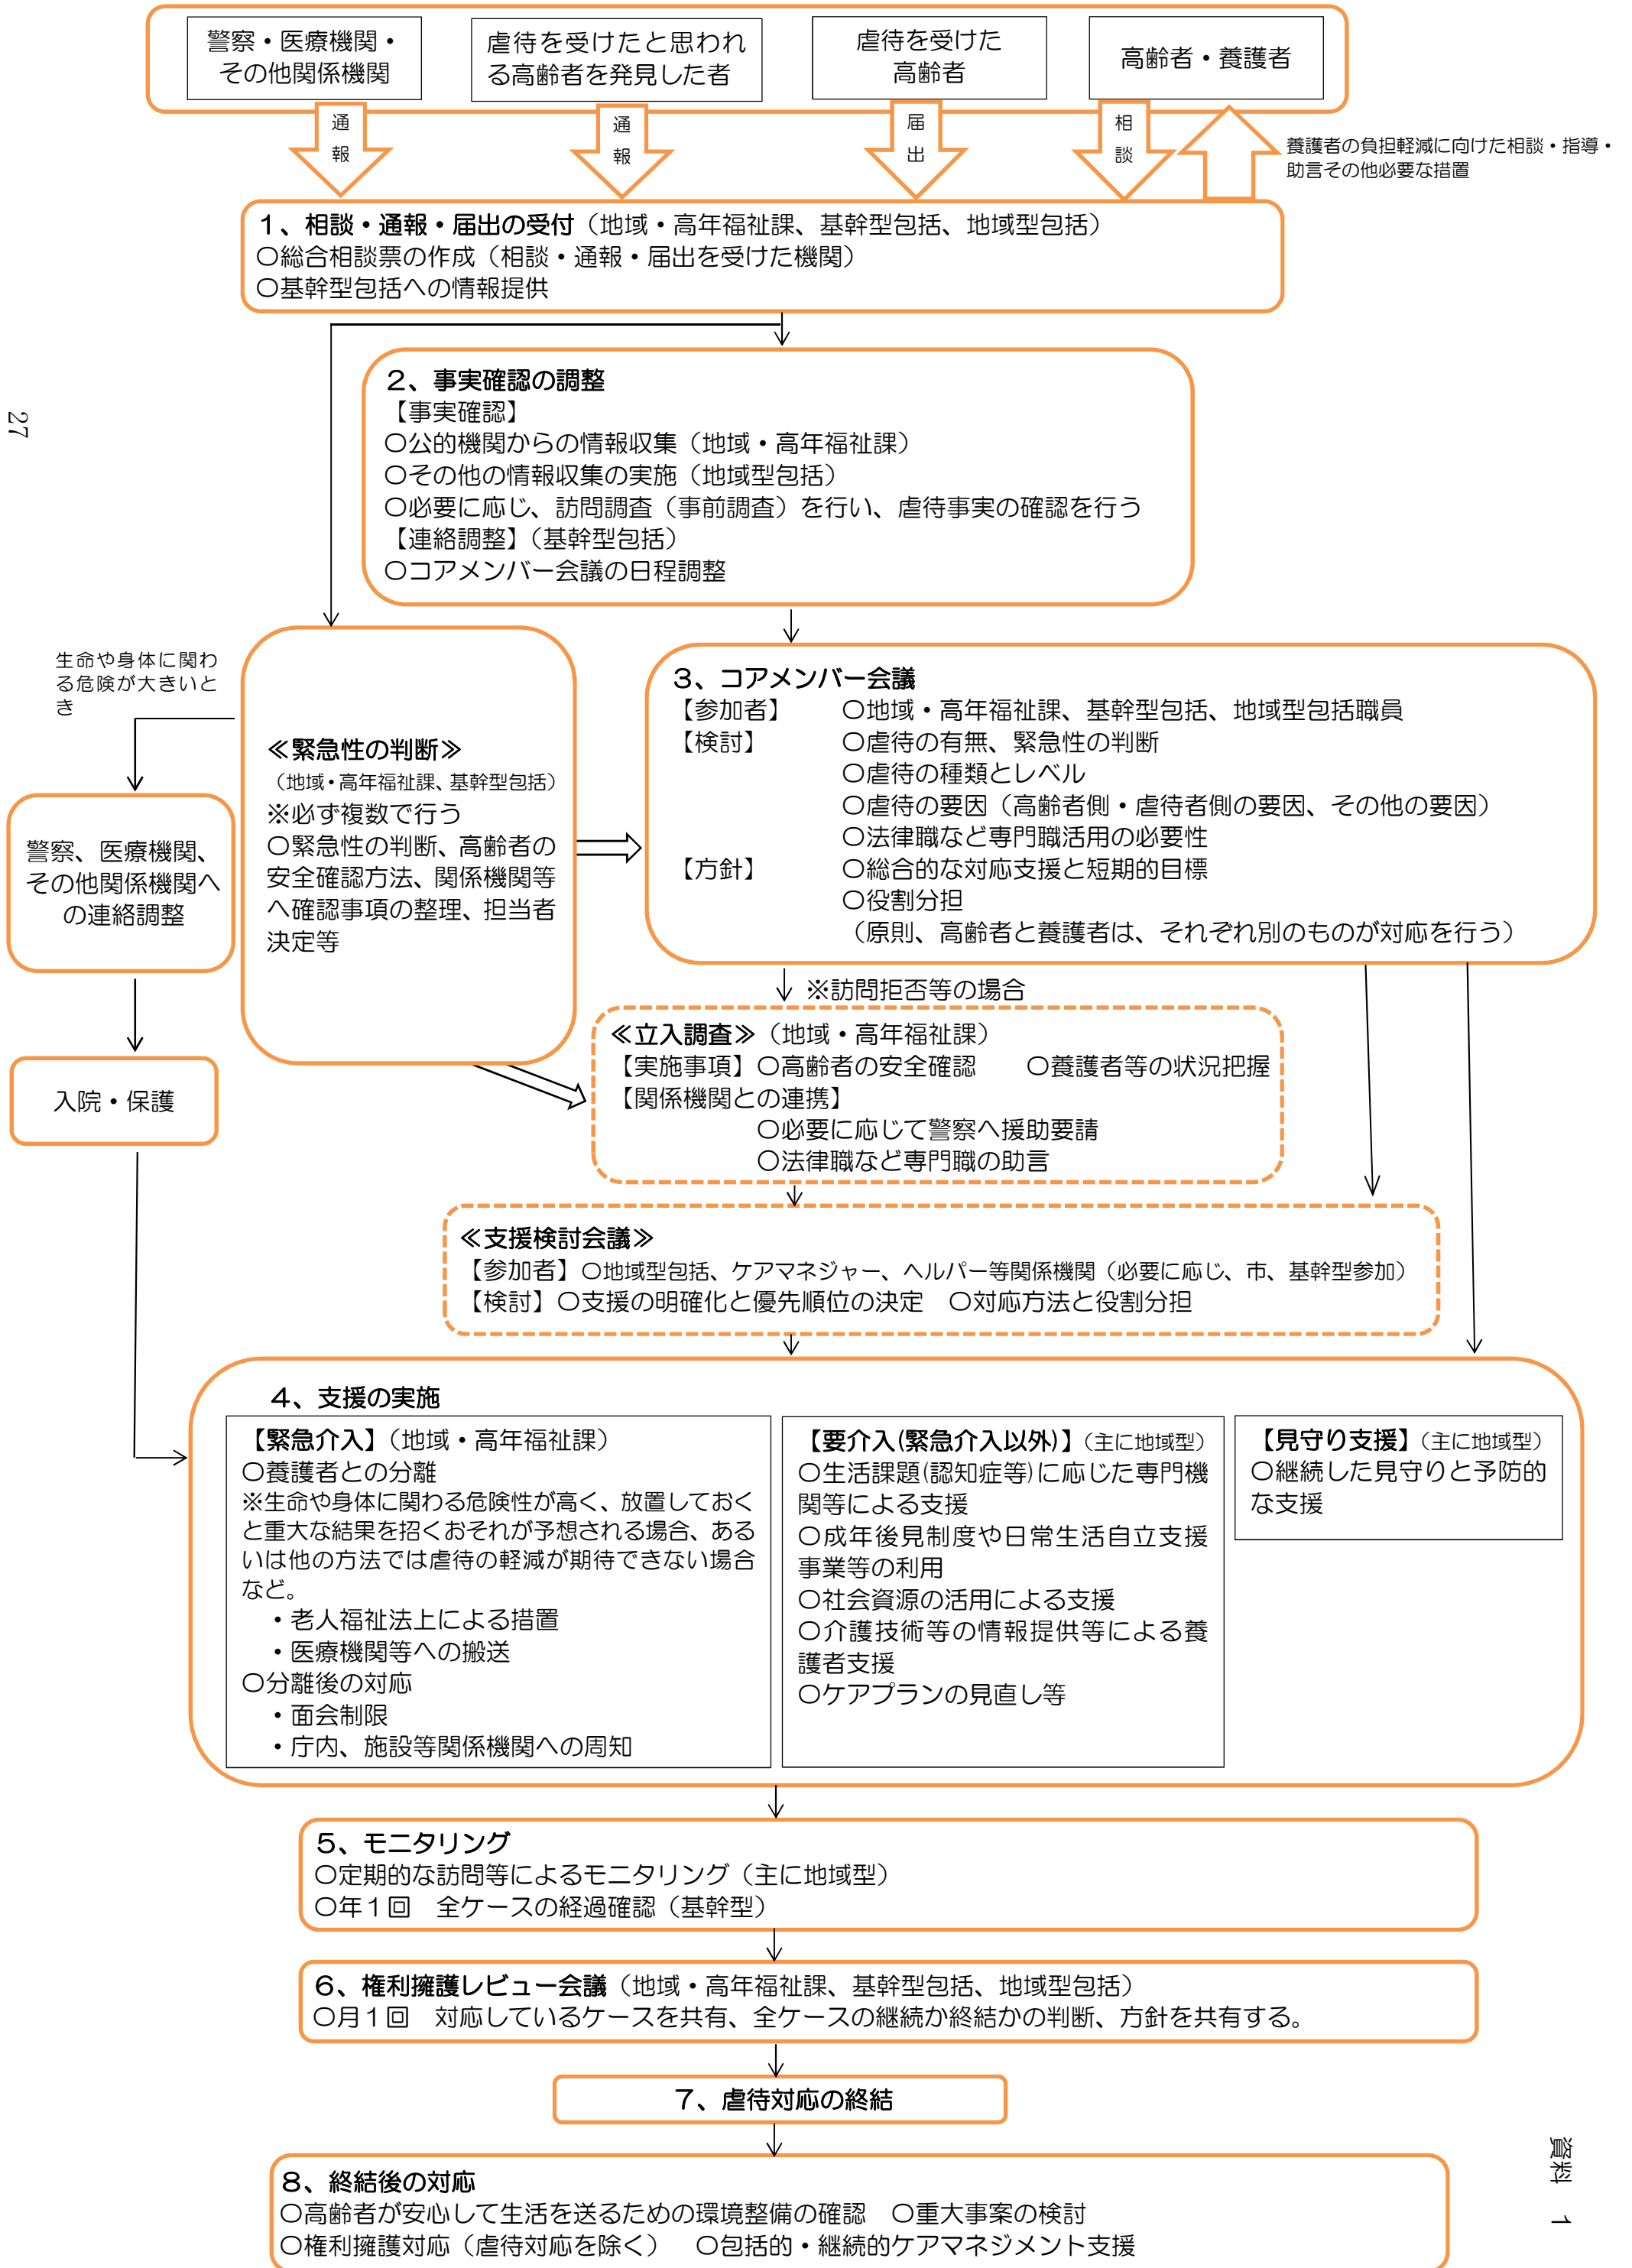 警察・医療機関・
その他関係機関
虐待を受けたと思われ
る高齢者を発見した者
虐待を受けた
高齢者
高齢者・養護者
通
報
通
報
届
出
相
談
養護者の負担軽減に向けた相談・指導・
助言その他必要な措置
１、相談・通報・届出の受付（地域・高年福祉課、基幹型包括、地域型包括）
〇総合相談票の作成（相談・通報・届出を受けた機関）
〇基幹型包括への情報提供
２、事実確認の調整
【事実確認】
〇公的機関からの情報収集（地域・高年福祉課）
〇その他の情報収集の実施（地域型包括）
〇必要に応じ、訪問調査（事前調査）を行い、虐待事実の確認を行う
【連絡調整】（基幹型包括）
〇コアメンバー会議の日程調整
27
生命や身体に関わ
る危険が大きいと
き
≪緊急性の判断≫
（地域・高年福祉課、基幹型包括）
※必ず複数で行う
〇緊急性の判断、高齢者の
安全確認方法、関係機関等
へ確認事項の整理、担当者
決定等
警察、医療機関、
その他関係機関へ
の連絡調整
入院・保護
３、コアメンバー会議
【参加者】 〇地域・高年福祉課、基幹型包括、地域型包括職員
【検討】 〇虐待の有無、緊急性の判断
〇虐待の種類とレベル
〇虐待の要因（高齢者側・虐待者側の要因、その他の要因）
〇法律職など専門職活用の必要性
【方針】 〇総合的な対応支援と短期的目標
〇役割分担
（原則、高齢者と養護者は、それぞれ別のものが対応を行う）
※訪問拒否等の場合
≪立入調査≫（地域・高年福祉課）
【実施事項】〇高齢者の安全確認　〇養護者等の状況把握
【関係機関との連携】
〇必要に応じて警察へ援助要請
〇法律職など専門職の助言
≪支援検討会議≫
【参加者】〇地域型包括、ケアマネジャー、ヘルパー等関係機関（必要に応じ、市、基幹型参加）
【検討】〇支援の明確化と優先順位の決定　〇対応方法と役割分担
４、支援の実施
【緊急介入】（地域・高年福祉課）
〇養護者との分離
※生命や身体に関わる危険性が高く、放置しておく
と重大な結果を招くおそれが予想される場合、ある
いは他の方法では虐待の軽減が期待できない場合
など。
・老人福祉法上による措置
・医療機関等への搬送
〇分離後の対応
・面会制限
・庁内、施設等関係機関への周知
【要介入(緊急介入以外)】（主に地域型）
〇生活課題(認知症等)に応じた専門機
関等による支援
〇成年後見制度や日常生活自立支援
事業等の利用
〇社会資源の活用による支援
〇介護技術等の情報提供等による養
護者支援
〇ケアプランの見直し等
【見守り支援】（主に地域型）
〇継続した見守りと予防的
な支援
５、モニタリング
〇定期的な訪問等によるモニタリング（主に地域型）
〇年１回　全ケースの経過確認（基幹型）
６、権利擁護レビュー会議（地域・高年福祉課、基幹型包括、地域型包括）
〇月１回　対応しているケースを共有、全ケースの継続か終結かの判断、方針を共有する。
７、虐待対応の終結
８、終結後の対応
〇高齢者が安心して生活を送るための環境整備の確認　〇重大事案の検討
〇権利擁護対応（虐待対応を除く）　〇包括的・継続的ケアマネジメント支援
資料　1